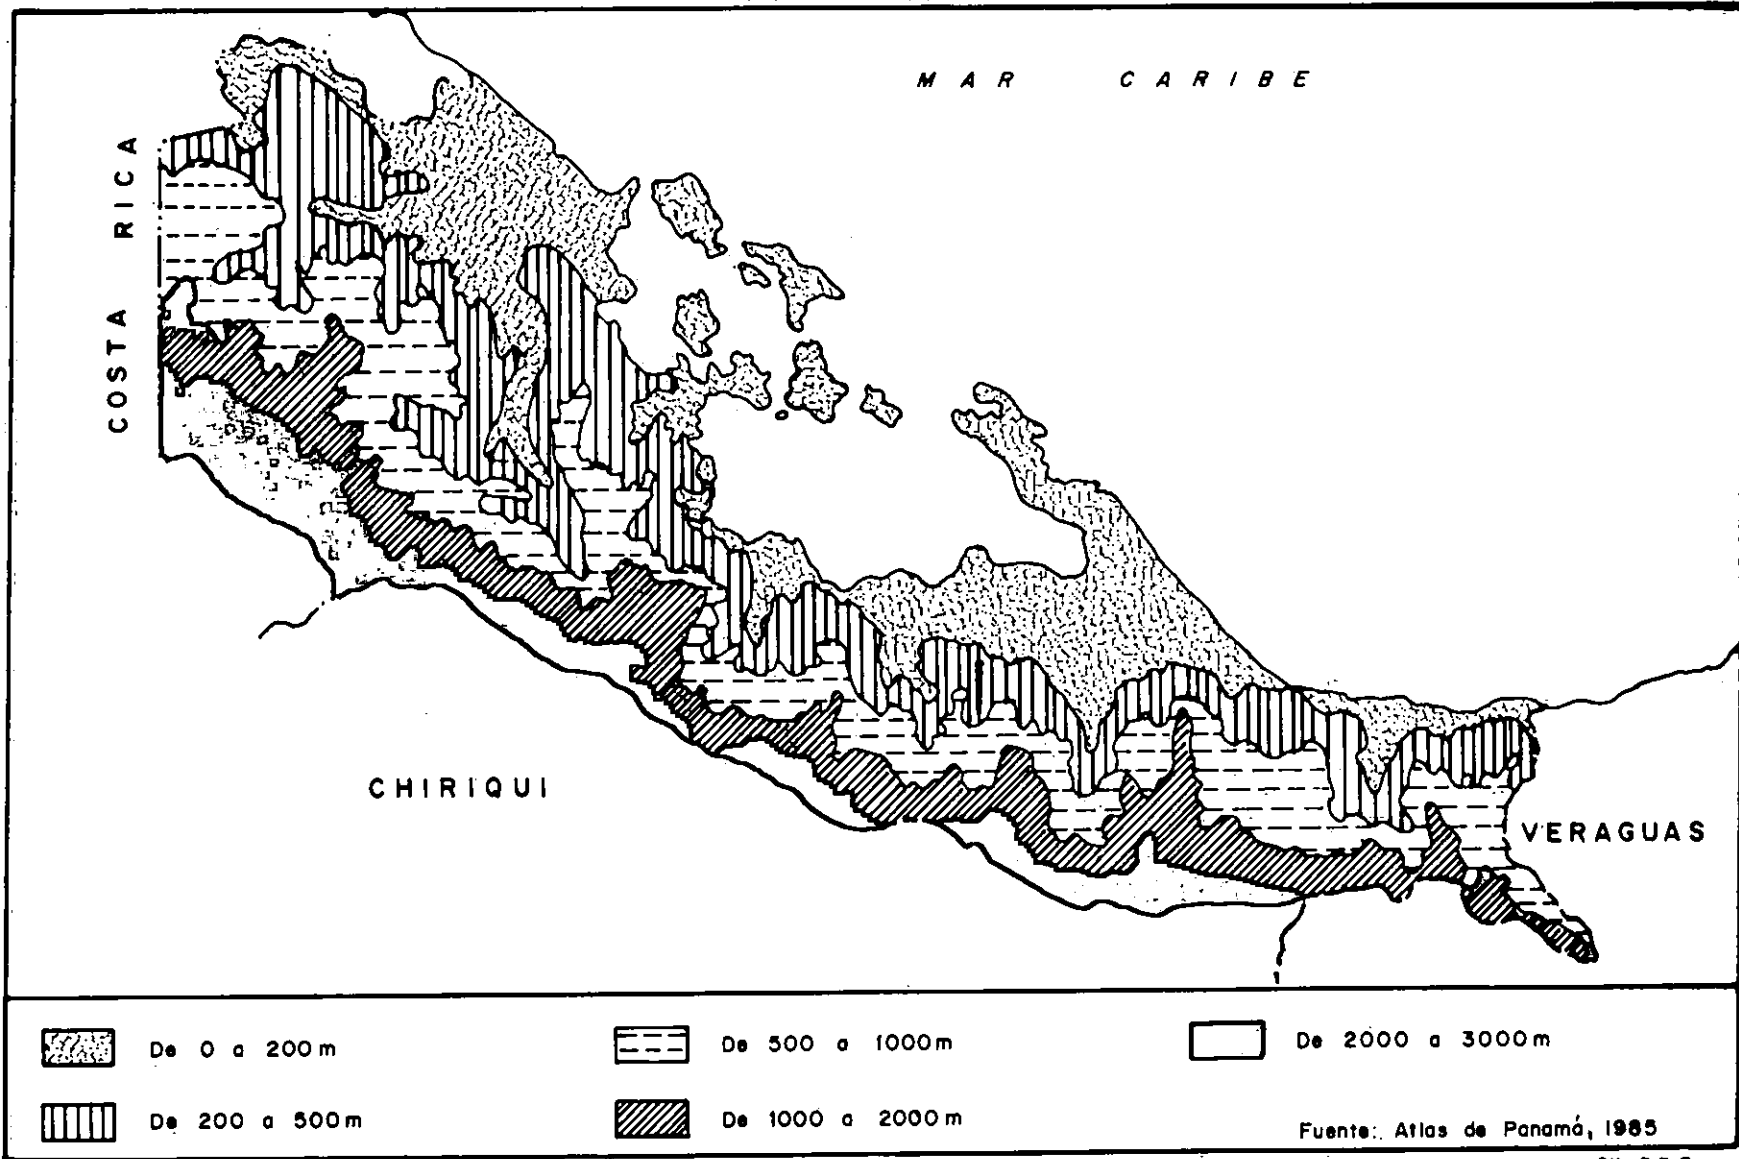 MAR CARIBE
COSTA RICA
CHIRIQUI
VERAGUAS
De 0 a 200m
De 500 a 1000m
De 2000 a 3000m
De 200 a 500m
De 1000 a 2000m
Fuente: Atlas de Panamá, 1985